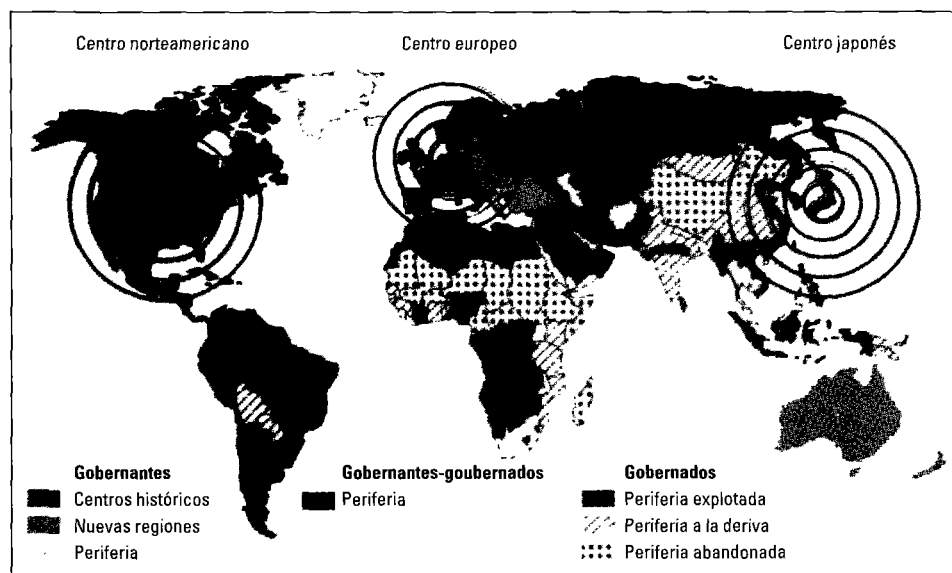 Centro norteamericano
Centro europeo
Centro japonés
Gobernantes
Centros históricos
Nuevas regiones
Periferia
Gobernantes-goubernados
Periferia
Gobernados
Periferia explotada
Periferia a la deriva
Periferia abandonada